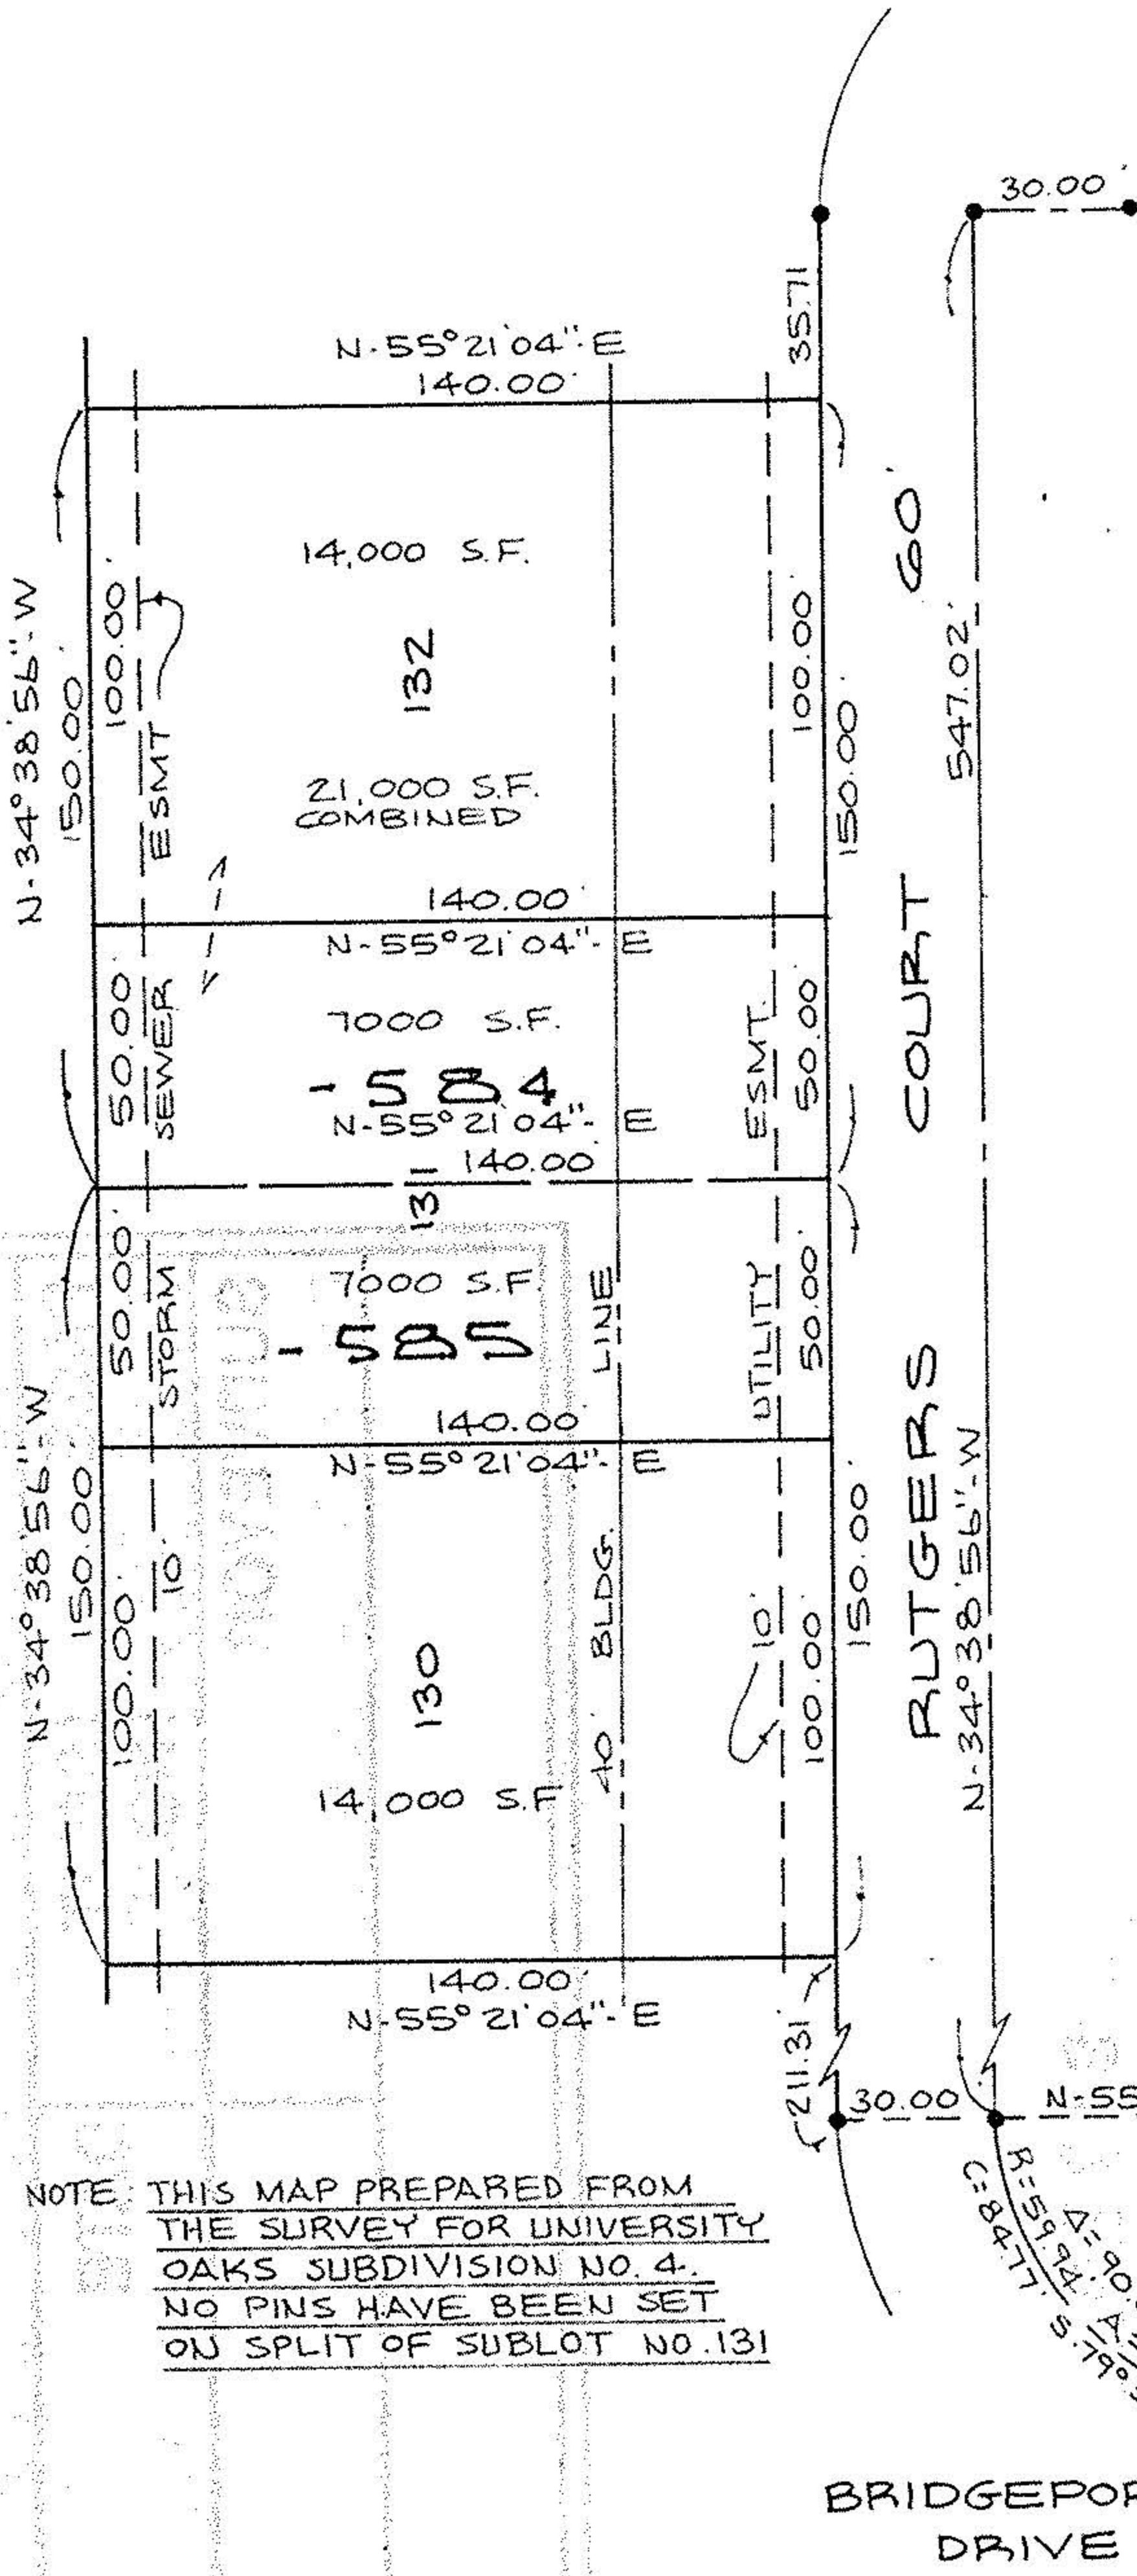 30.00'
35.71
N-55°21'04"-E
140.00'
14,000 S.F.
132
21,000 S.F.
COMBINED
N-34°38'56"-W
150.00'
100.00'
ESMT
100.00'
150.00'
60'
547.02'
140.00'
N-55°21'04"-E
7000 S.F.
-584
N-55°21'04"-E
140.00'
50.00'
SEWER
ESMT.
50.00'
COURT
131
7000 S.F.
-585
140.00'
N-55°21'04"-E
50.00'
STORM
LINE
UTILITY
50.00'
RUTGERS
N-34°38'56"-W
N-34°38'56"-W
150.00'
100.00'
10'
130
14,000 S.F.
40' BLDG.
10'
100.00'
150.00'
140.00'
N-55°21'04"-E
211.31'
30.00'
N-55
Δ=90.
R=59.94'
C=84.77'
S.79°
NOTE THIS MAP PREPARED FROM
THE SURVEY FOR UNIVERSITY
OAKS SUBDIVISION NO. 4.
NO PINS HAVE BEEN SET
ON SPLIT OF SUBLOT NO. 131
BRIDGEPOR
DRIVE